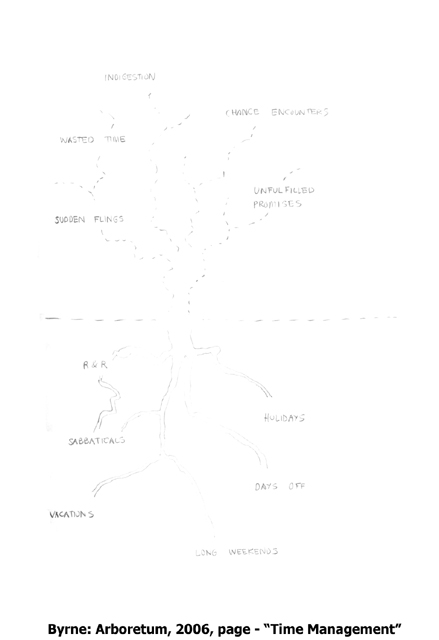 INDIGESTION
CHANCE ENCOUNTERS
WASTED TIME
UNFULFILLED
PROMISES
SUDDEN FLINGS
R & R
HOLIDAYS
SABBATICALS
DAYS OFF
VACATIONS
LONG WEEKENDS
Byrne: Arboretum, 2006, page - “Time Management”